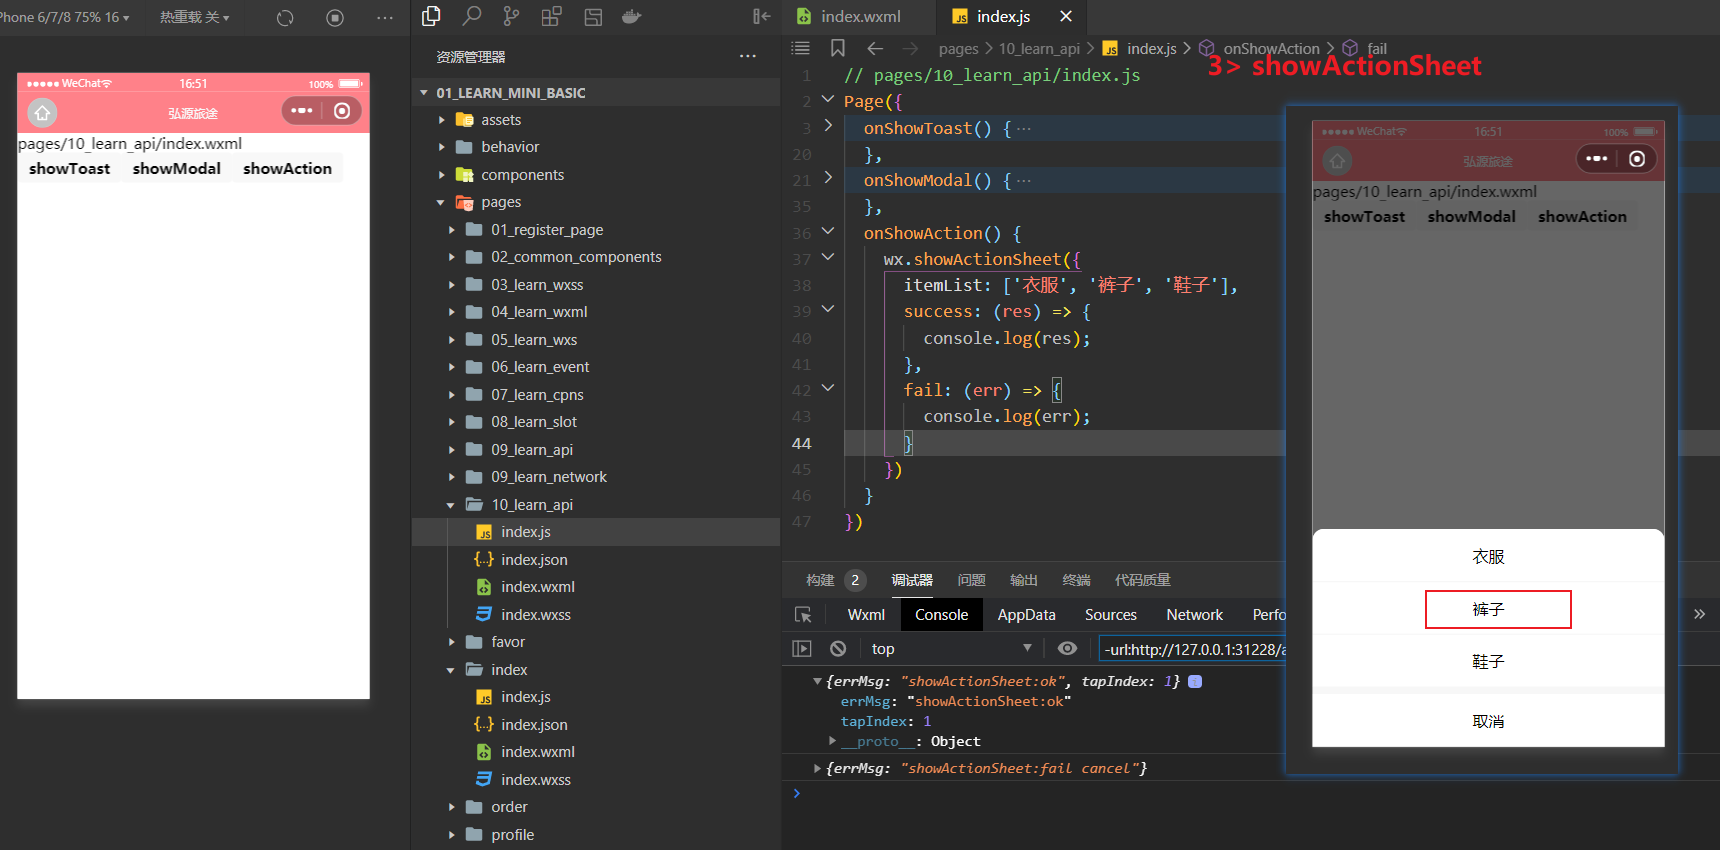 Phone 6/7/8 75% 16
热重载 关
WeChat
16:51
100%
弘源旅途
pages/10_learn_api/index.wxml
showToast
showModal
showAction
资源管理器
01_LEARN_MINI_BASIC
assets
behavior
components
pages
01_register_page
02_common_components
03_learn_wxss
04_learn_wxml
05_learn_wxs
06_learn_event
07_learn_cpns
08_learn_slot
09_learn_api
09_learn_network
10_learn_api
index.js
index.json
index.wxml
index.wxss
favor
index
index.js
index.json
index.wxml
index.wxss
order
profile
index.wxml
index.js
pages > 10_learn_api > index.js > onShowAction > fail
3> showActionSheet
1 // pages/10_learn_api/index.js
2 Page({
3 onShowToast() { ···
20 },
21 onShowModal() { ···
35 },
36 onShowAction() {
37 wx.showActionSheet({
38 itemList: ['衣服', '裤子', '鞋子'],
39 success: (res) => {
40 console.log(res);
41 },
42 fail: (err) => {
43 console.log(err);
44 }
45 })
46 }
47 })
构建 2 调试器 问题 输出 终端 代码质量
Wxml Console AppData Sources Network Perfo
top
-url:http://127.0.0.1:31228/a
{errMsg: "showActionSheet:ok", tapIndex: 1}
errMsg: "showActionSheet:ok"
tapIndex: 1
__proto__: Object
{errMsg: "showActionSheet:fail cancel"}
WeChat
16:51
100%
弘源旅途
pages/10_learn_api/index.wxml
showToast
showModal
showAction
衣服
裤子
鞋子
取消